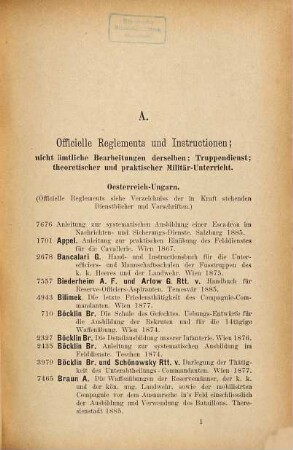 A.
Officielle Reglements und Instructionen;
nicht ämtliche Bearbeitungen derselben; Truppendienst;
theoretischer und praktischer Militär-Unterricht.
Oesterreich-Ungarn.
(Officielle Reglements siehe Verzeichniss der in Kraft stehenden
Dienstbücher und Vorschriften.)
7676 Anleitung zur systematischen Ausbildung einer Escadron im
Nachrichten- und Sicherungs-Dienste. Salzburg 1885.
1701 Appel. Anleitung zur praktischen Einübung des Felddienstes
für die Cavallerie. Wien 1867.
2678 Bancalari G. Hand- und Instructionsbuch für die Unter-
officiers- und Mannschaftsschulen der Fusstruppen des
k. k. Heeres und der Landwehr. Wien 1875.
7557 Biederheim A. F. und Arlow G. Rtt. v. Handbuch für
Reserve-Officiers-Aspiranten. Temesvár 1885.
4943 Bilimek. Die letzte Friedensthätigkeit des Compagnie-Com-
mandanten. Wien 1877.
710 Böcklin Br. Die Schule des Gefechtes. Uebungs-Entwürfe für
die Ausbildung der Rekruten und für die 14tägige
Waffenübung. Wien 1874.
2927 Böcklin Br. Die Detailausbildung unserer Infanterie. Wien 1876.
2430 Böcklin Br. Anleitung zur systematischen Ausbildung im
Felddienste. Teschen 1874.
3970 Böcklin Br. und Schönowsky Rtt. v. Darlegung der Thätig-
keit des Unterabtheilungs-Commandanten. Wien 1877.
7465 Braun A. Die Waffenübungen der Reservemänner, der k. k.
und der kön. ung. Landwehr, sowie der mobilisirten
Compagnie vor dem Ausmarsche in's Feld einschliesslich
der Ausbildung und Verwendung des Bataillons. There-
sienstadt 1885.
1